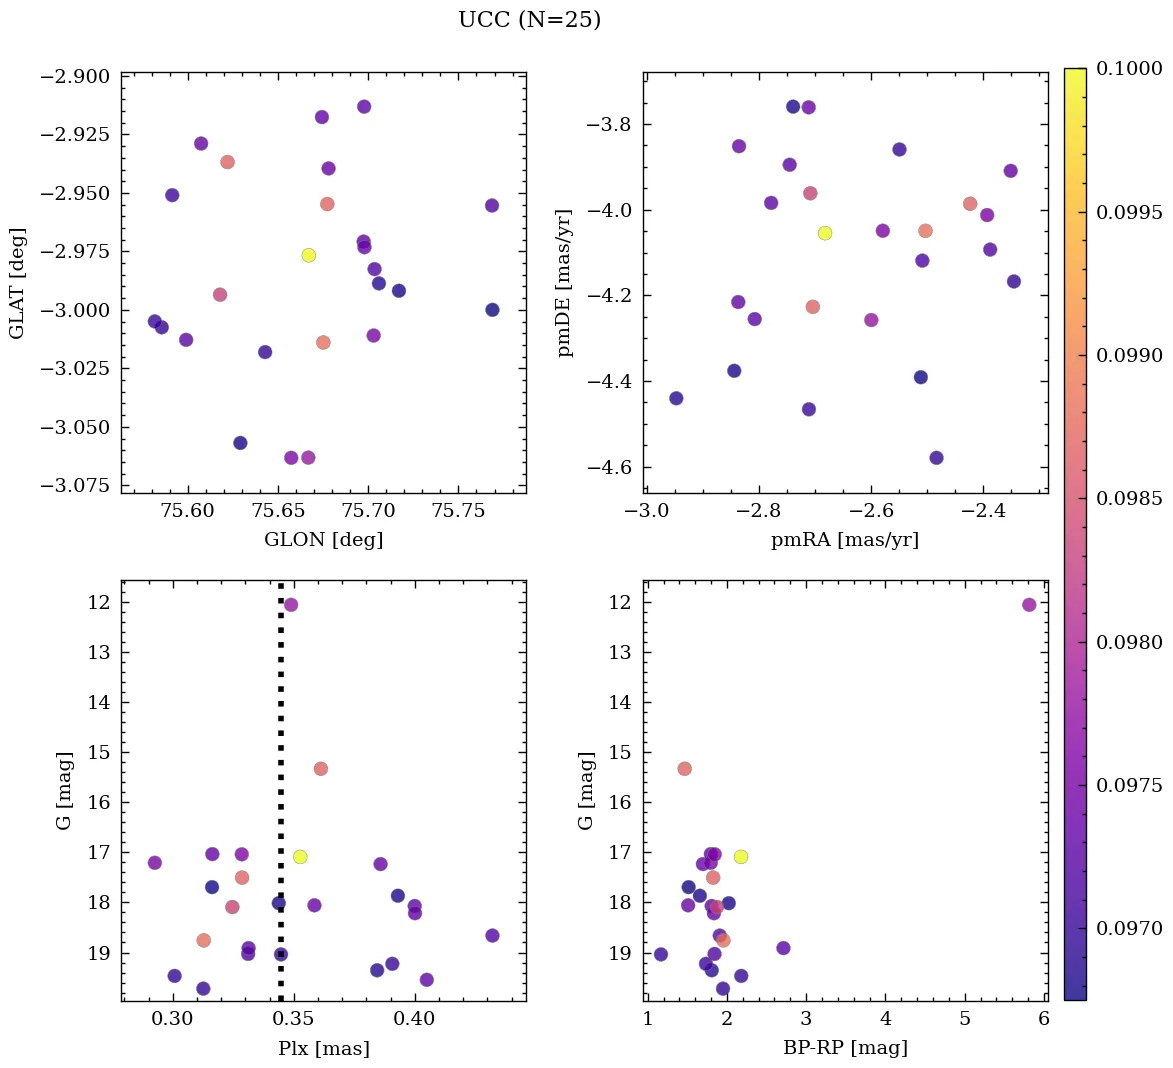 UCC (N=25)
−2.900
−2.925
−2.950
−2.975
−3.000
−3.025
−3.050
−3.075
GLAT [deg]
75.60 75.65 75.70 75.75
GLON [deg]
−3.8
−4.0
−4.2
−4.4
−4.6
pmDE [mas/yr]
−3.0 −2.8 −2.6 −2.4
pmRA [mas/yr]
12
13
14
15
16
17
18
19
G [mag]
0.30 0.35 0.40
Plx [mas]
12
13
14
15
16
17
18
19
G [mag]
1 2 3 4 5 6
BP-RP [mag]
0.1000
0.0995
0.0990
0.0985
0.0980
0.0975
0.0970